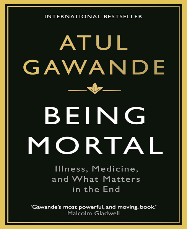 INTERNATIONAL BESTSELLER
ATUL
GAWANDE
BEING
MORTAL
Illness, Medicine,
and What Matters
in the End
'Gawande's most powerful, and moving, book.'
Malcolm Gladwell